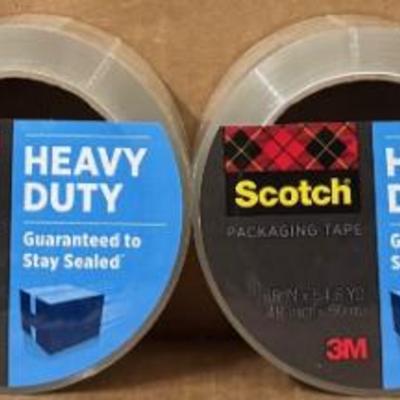 HEAVY
DUTY
Guaranteed to
Stay Sealed
Scotch
PACKAGING TAPE
3M
H
D
G
S